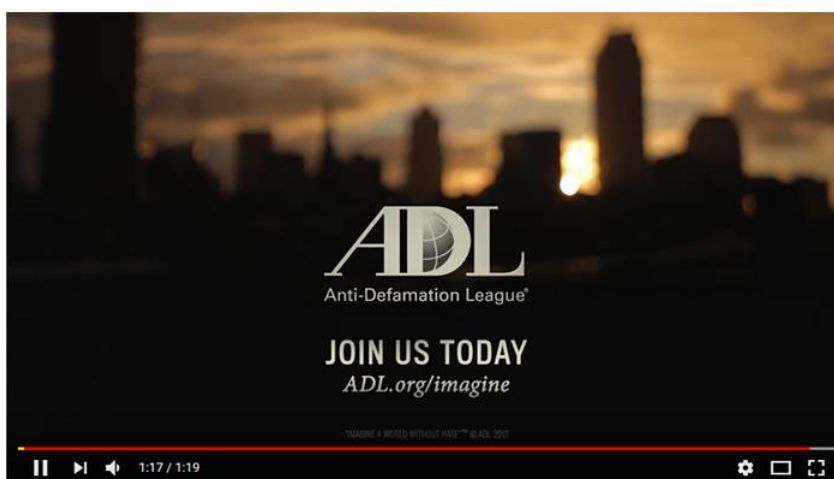 ADL
Anti-Defamation League®
JOIN US TODAY
ADL.org/imagine
"IMAGINE A WORLD WITHOUT HATE"™ © ADL 2013
1:17 / 1:19